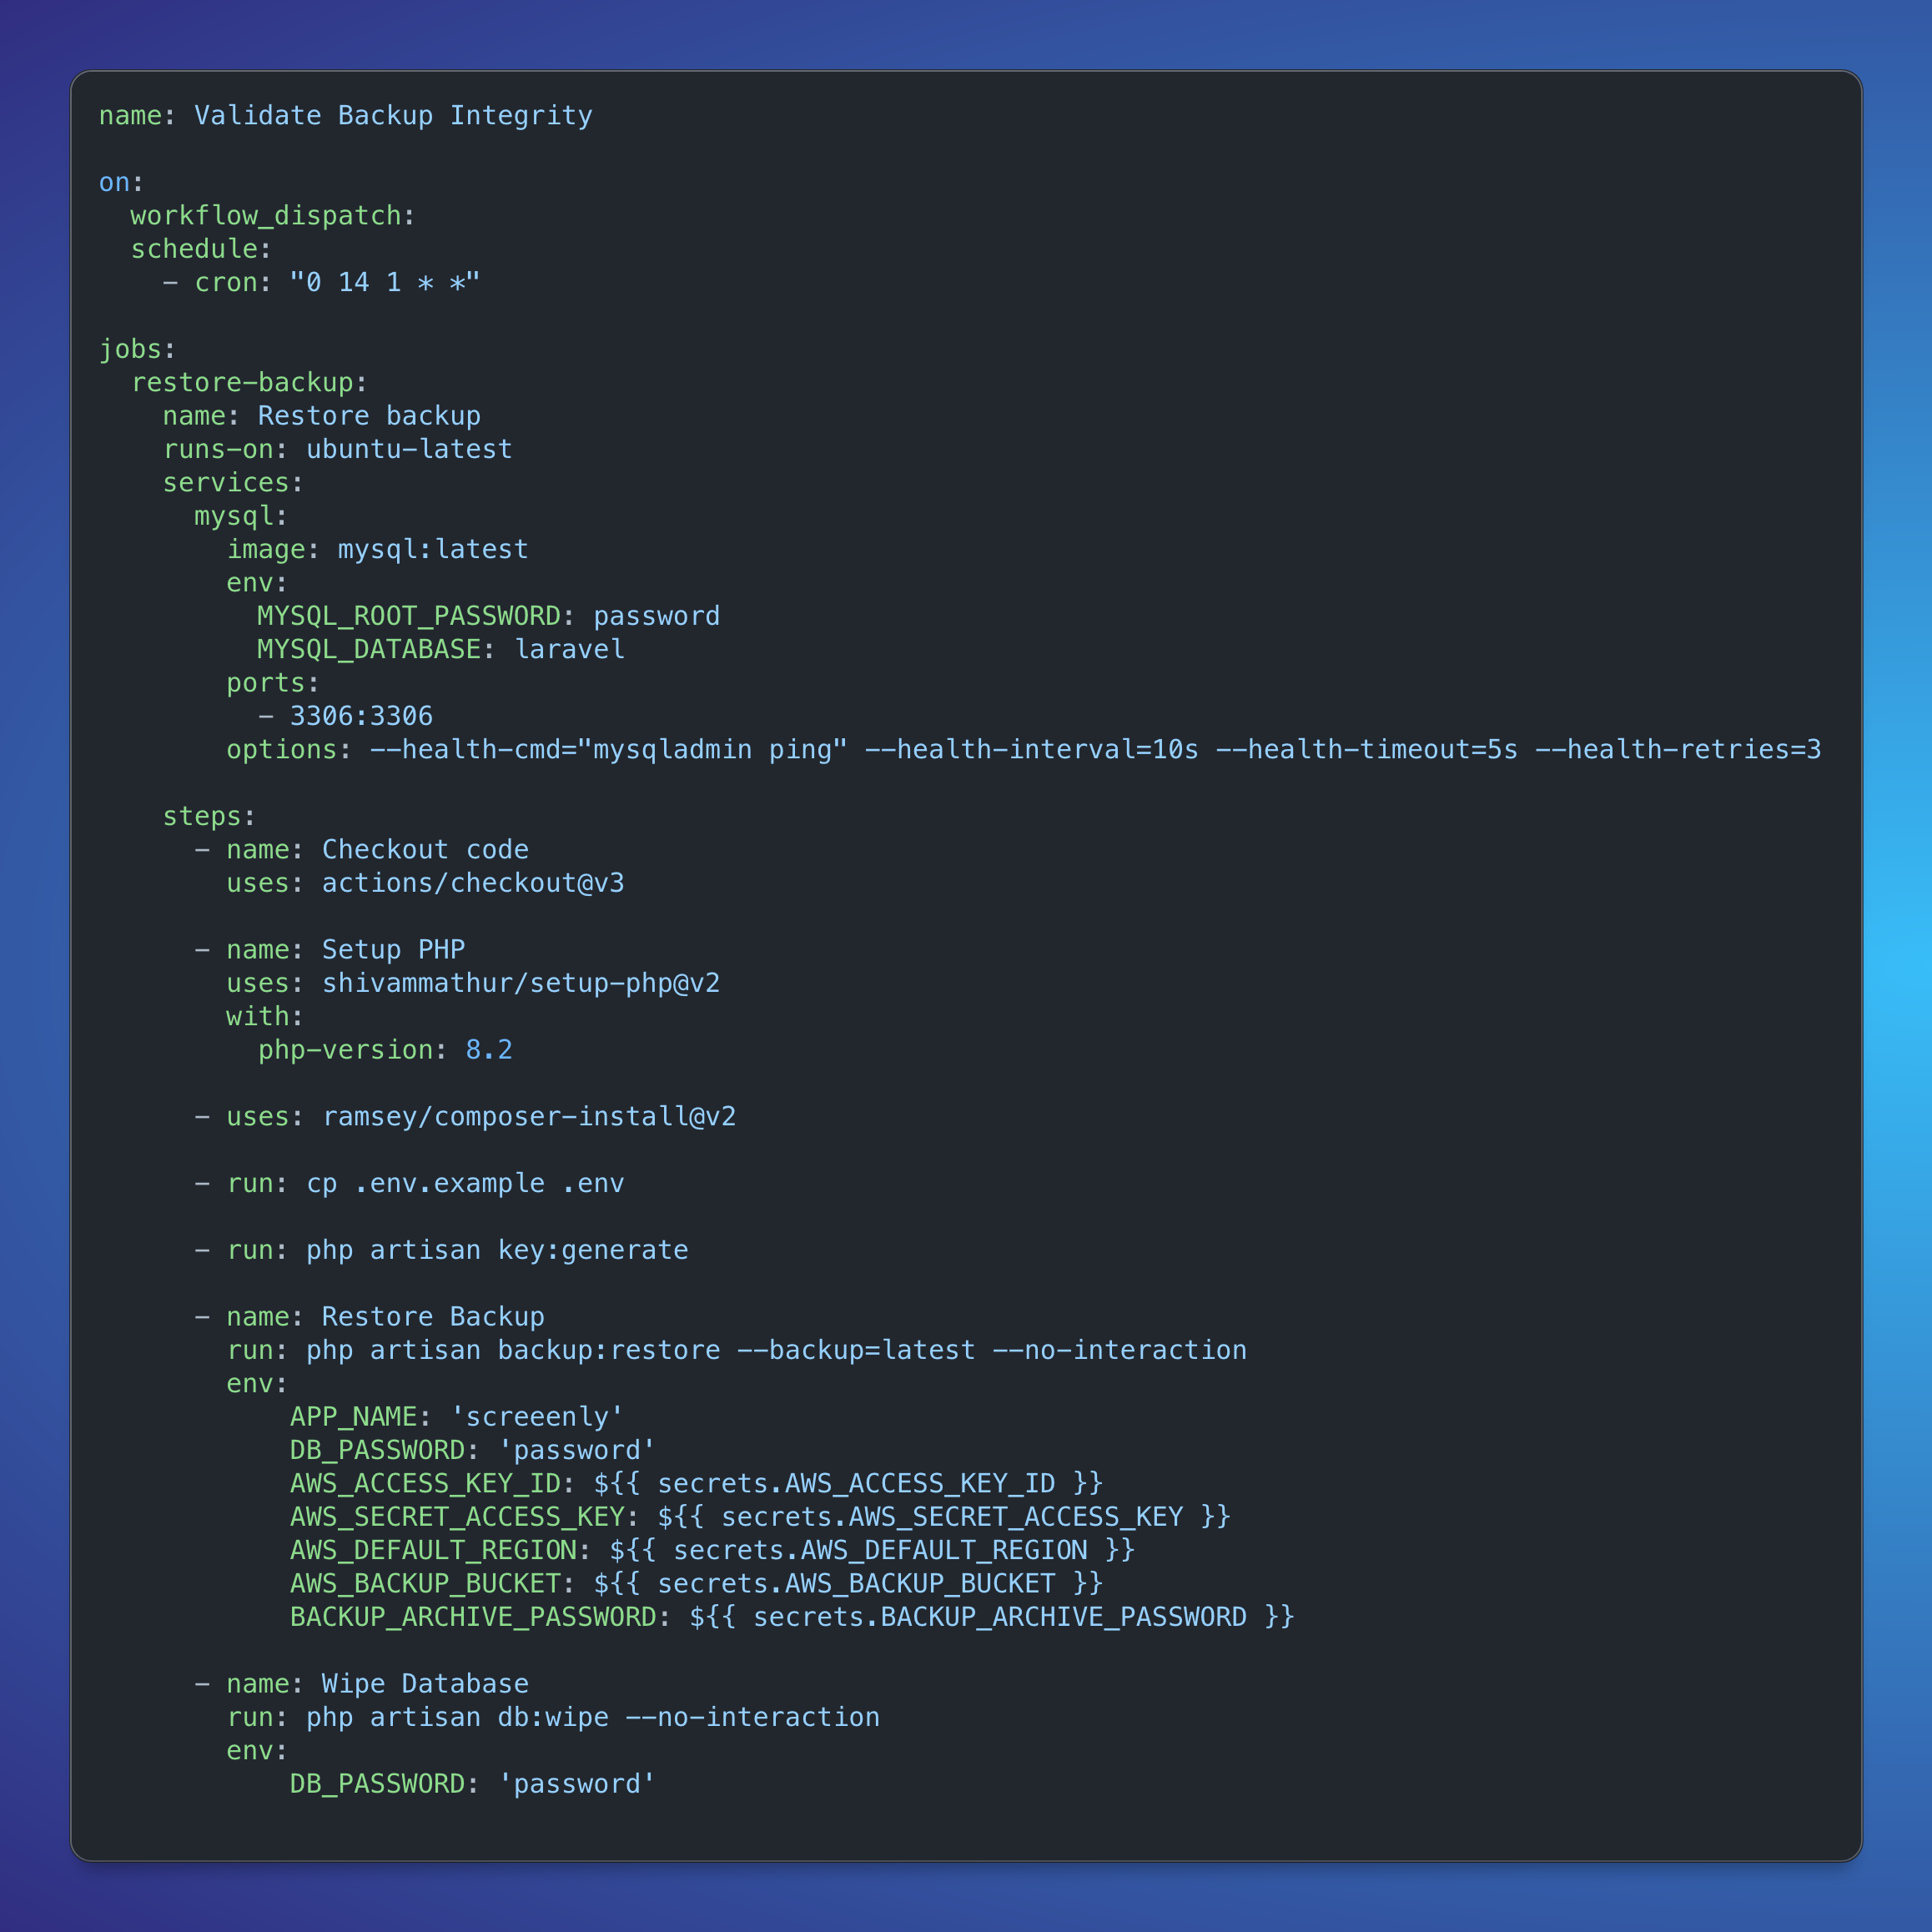 name: Validate Backup Integrity

on:
  workflow_dispatch:
  schedule:
    - cron: "0 14 1 * *"

jobs:
  restore-backup:
    name: Restore backup
    runs-on: ubuntu-latest
    services:
      mysql:
        image: mysql:latest
        env:
          MYSQL_ROOT_PASSWORD: password
          MYSQL_DATABASE: laravel
        ports:
          - 3306:3306
        options: --health-cmd="mysqladmin ping" --health-interval=10s --health-timeout=5s --health-retries=3

    steps:
      - name: Checkout code
        uses: actions/checkout@v3

      - name: Setup PHP
        uses: shivammathur/setup-php@v2
        with:
          php-version: 8.2

      - uses: ramsey/composer-install@v2

      - run: cp .env.example .env

      - run: php artisan key:generate

      - name: Restore Backup
        run: php artisan backup:restore --backup=latest --no-interaction
        env:
            APP_NAME: 'screeenly'
            DB_PASSWORD: 'password'
            AWS_ACCESS_KEY_ID: ${{ secrets.AWS_ACCESS_KEY_ID }}
            AWS_SECRET_ACCESS_KEY: ${{ secrets.AWS_SECRET_ACCESS_KEY }}
            AWS_DEFAULT_REGION: ${{ secrets.AWS_DEFAULT_REGION }}
            AWS_BACKUP_BUCKET: ${{ secrets.AWS_BACKUP_BUCKET }}
            BACKUP_ARCHIVE_PASSWORD: ${{ secrets.BACKUP_ARCHIVE_PASSWORD }}

      - name: Wipe Database
        run: php artisan db:wipe --no-interaction
        env:
            DB_PASSWORD: 'password'